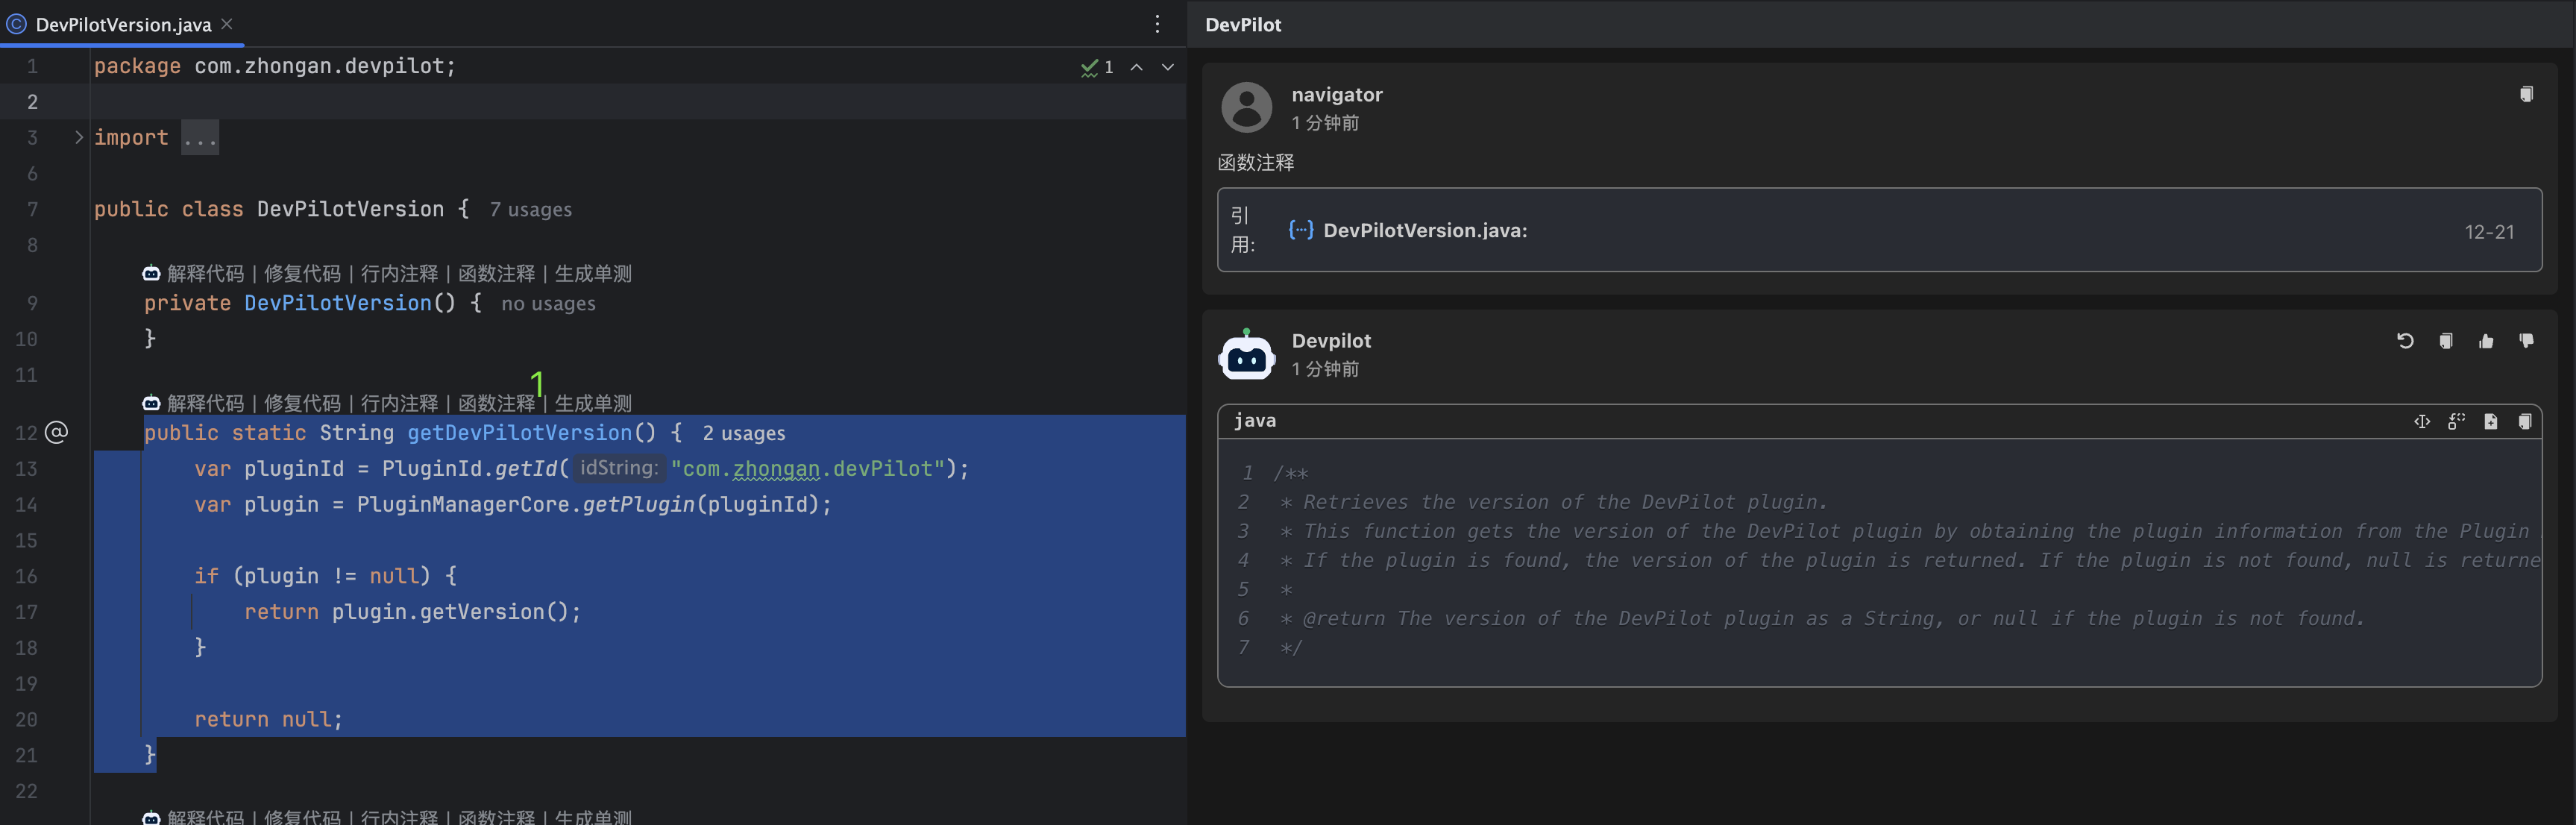 DevPilotVersion.java
1 package com.zhongan.devpilot;
1
2
3 import ...
6
7 public class DevPilotVersion { 7 usages
8
解释代码 | 修复代码 | 行内注释 | 函数注释 | 生成单测
9 private DevPilotVersion() { no usages
10 }
11
1
解释代码 | 修复代码 | 行内注释 | 函数注释 | 生成单测
12 public static String getDevPilotVersion() { 2 usages
13 var pluginId = PluginId.getId( idString: "com.zhongan.devPilot");
14 var plugin = PluginManagerCore.getPlugin(pluginId);
15
16 if (plugin != null) {
17 return plugin.getVersion();
18 }
19
20 return null;
21 }
22
解释代码 | 修复代码 | 行内注释 | 函数注释 | 生成单测
DevPilot
navigator
1 分钟前
函数注释
引
用:
DevPilotVersion.java:
12-21
Devpilot
1 分钟前
java
1 /**
2 * Retrieves the version of the DevPilot plugin.
3 * This function gets the version of the DevPilot plugin by obtaining the plugin information from the Plugin
4 * If the plugin is found, the version of the plugin is returned. If the plugin is not found, null is returne
5 *
6 * @return The version of the DevPilot plugin as a String, or null if the plugin is not found.
7 */